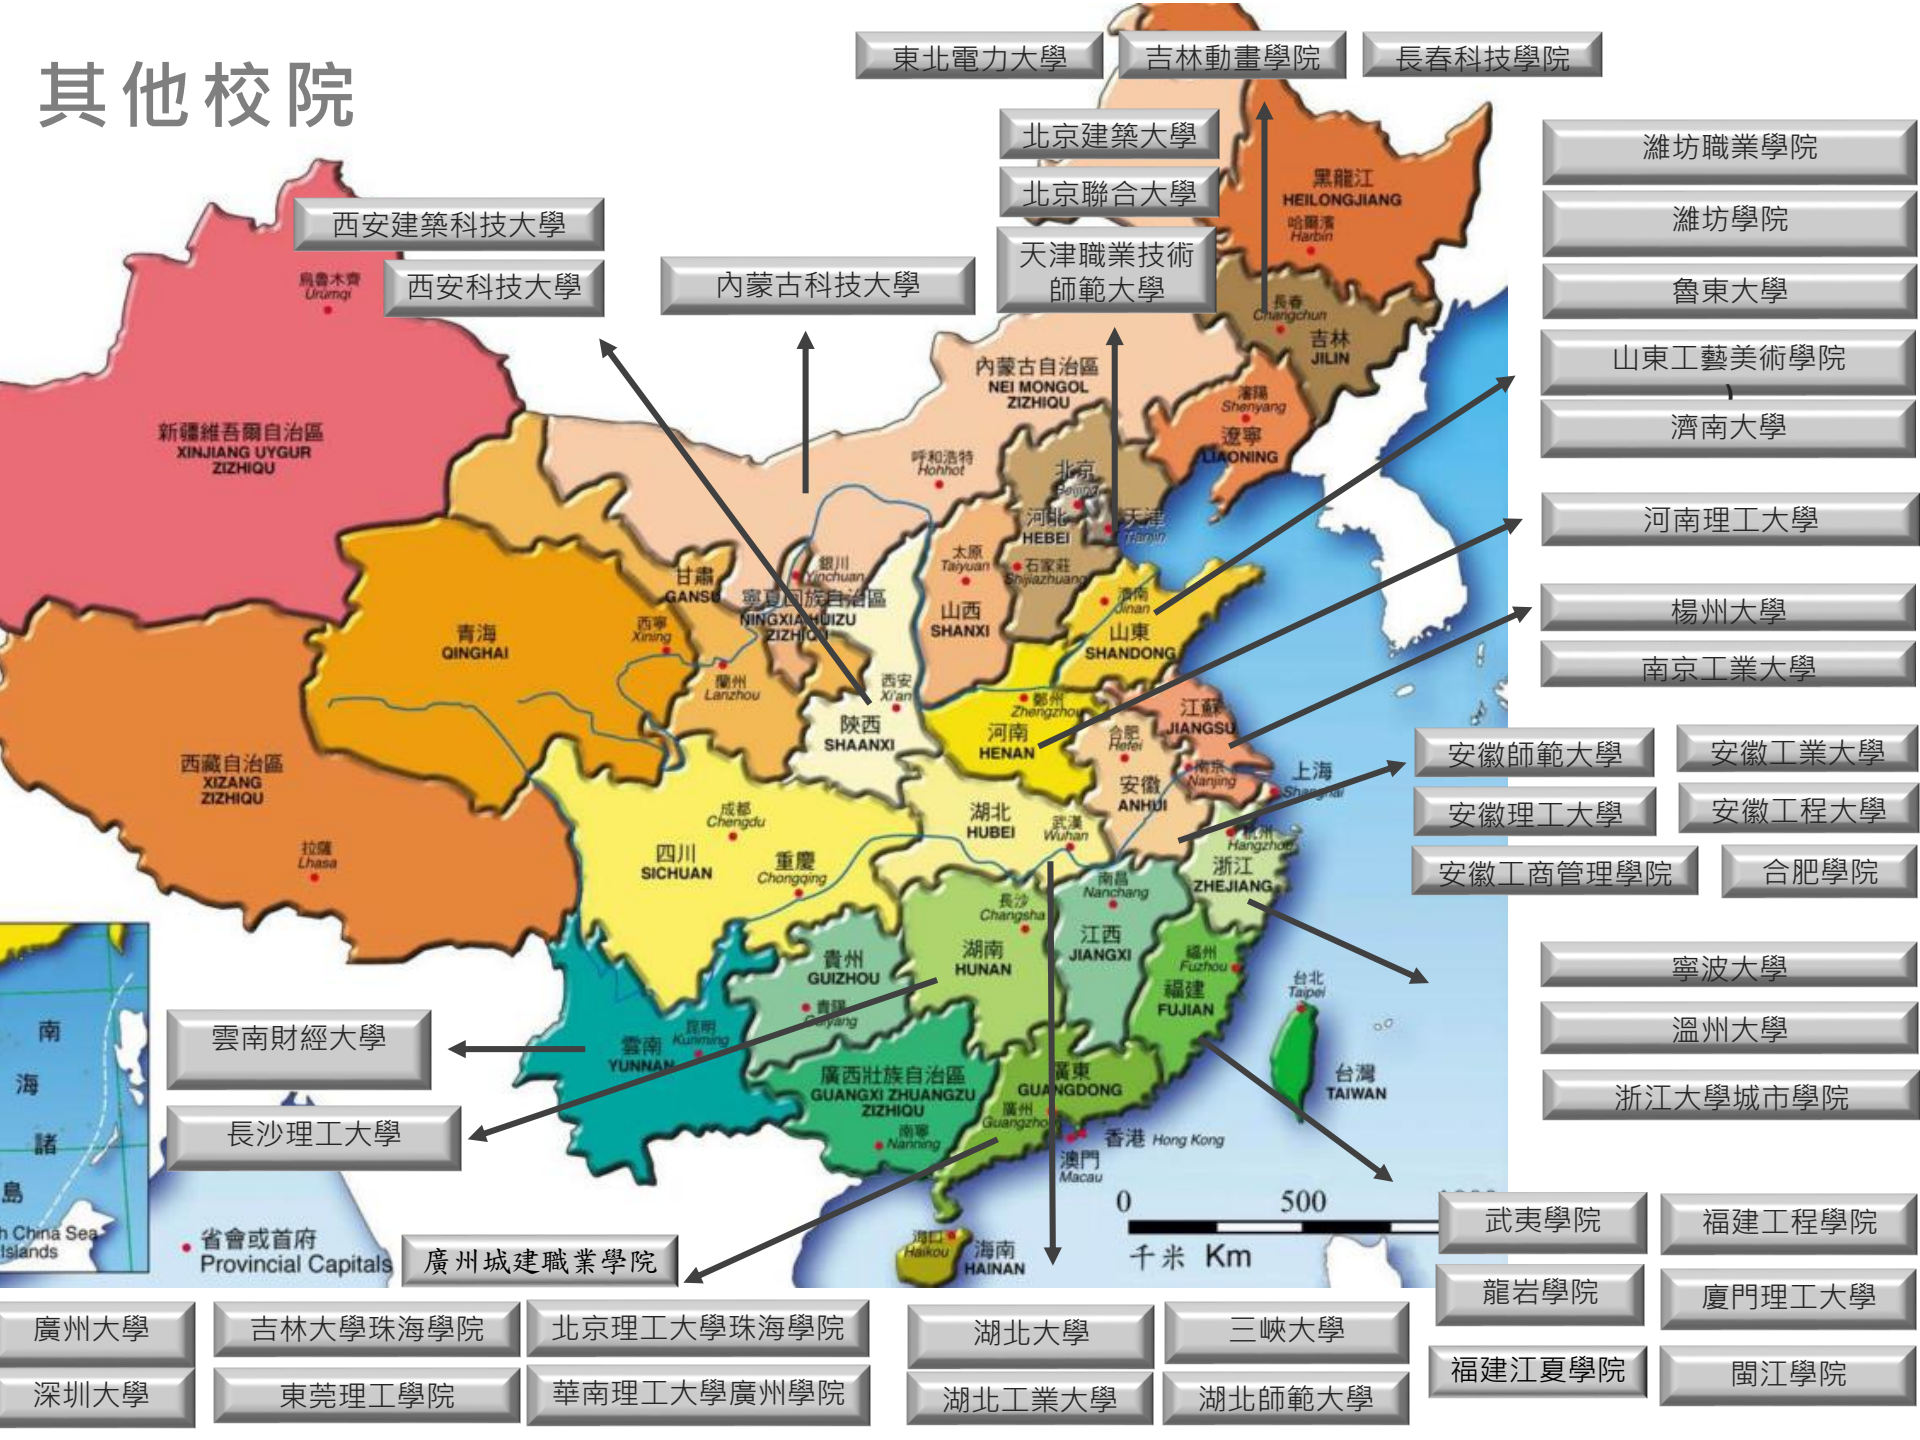 其他校院
東北電力大學
吉林動畫學院
長春科技學院
北京建築大學
北京聯合大學
天津職業技術
師範大學
西安建築科技大學
西安科技大學
內蒙古科技大學
濰坊職業學院
濰坊學院
魯東大學
山東工藝美術學院
濟南大學
河南理工大學
楊州大學
南京工業大學
安徽師範大學
安徽工業大學
安徽理工大學
安徽工程大學
安徽工商管理學院
合肥學院
寧波大學
溫州大學
浙江大學城市學院
雲南財經大學
長沙理工大學
廣州城建職業學院
武夷學院
福建工程學院
龍岩學院
廈門理工大學
福建江夏學院
閩江學院
廣州大學
吉林大學珠海學院
北京理工大學珠海學院
深圳大學
東莞理工學院
華南理工大學廣州學院
湖北大學
三峽大學
湖北工業大學
湖北師範大學
黑龍江
HEILONGJIANG
哈爾濱
Harbin
長春
Changchun
吉林
JILIN
瀋陽
Shenyang
遼寧
LIAONING
烏魯木齊
Ürümqi
新疆維吾爾自治區
XINJIANG UYGUR
ZIZHIQU
內蒙古自治區
NEI MONGOL
ZIZHIQU
呼和浩特
Hohhot
北京
Beijing
天津
Tianjin
河北
HEBEI
石家莊
Shijiazhuang
太原
Taiyuan
山西
SHANXI
濟南
Jinan
山東
SHANDONG
銀川
Yinchuan
寧夏回族自治區
NINGXIA HUIZU
ZIZHIQU
甘肅
GANSU
西寧
Xining
青海
QINGHAI
蘭州
Lanzhou
西安
Xi'an
陝西
SHAANXI
鄭州
Zhengzhou
河南
HENAN
江蘇
JIANGSU
合肥
Hefei
安徽
ANHUI
南京
Nanjing
上海
Shanghai
西藏自治區
XIZANG
ZIZHIQU
拉薩
Lhasa
成都
Chengdu
四川
SICHUAN
重慶
Chongqing
湖北
HUBEI
武漢
Wuhan
杭州
Hangzhou
浙江
ZHEJIANG
南昌
Nanchang
江西
JIANGXI
長沙
Changsha
湖南
HUNAN
貴州
GUIZHOU
貴陽
Guiyang
福州
Fuzhou
福建
FUJIAN
台北
Taipei
台灣
TAIWAN
昆明
Kunming
雲南
YUNNAN
廣西壯族自治區
GUANGXI ZHUANGZU
ZIZHIQU
南寧
Nanning
廣東
GUANGDONG
廣州
Guangzhou
香港 Hong Kong
澳門
Macau
海口
Haikou
海南
HAINAN
南
海
諸
島
h China Sea
Islands
省會或首府
Provincial Capitals
0 500
千米 Km